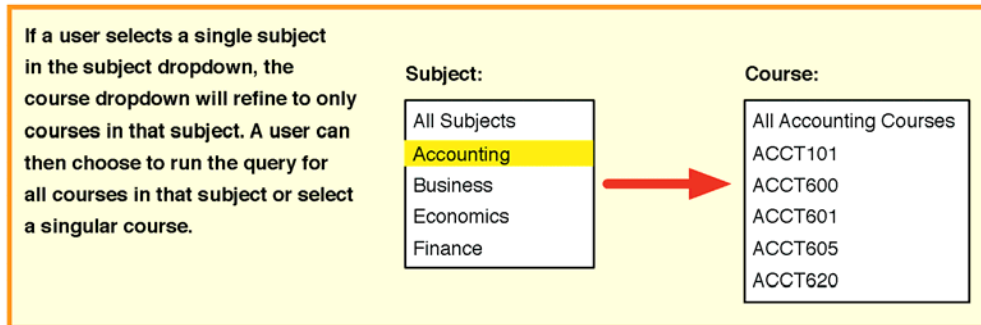 If a user selects a single subject
in the subject dropdown, the
course dropdown will refine to only
courses in that subject. A user can
then choose to run the query for
all courses in that subject or select
a singular course.
Subject:
All Subjects
Accounting
Business
Economics
Finance
Course:
All Accounting Courses
ACCT101
ACCT600
ACCT601
ACCT605
ACCT620